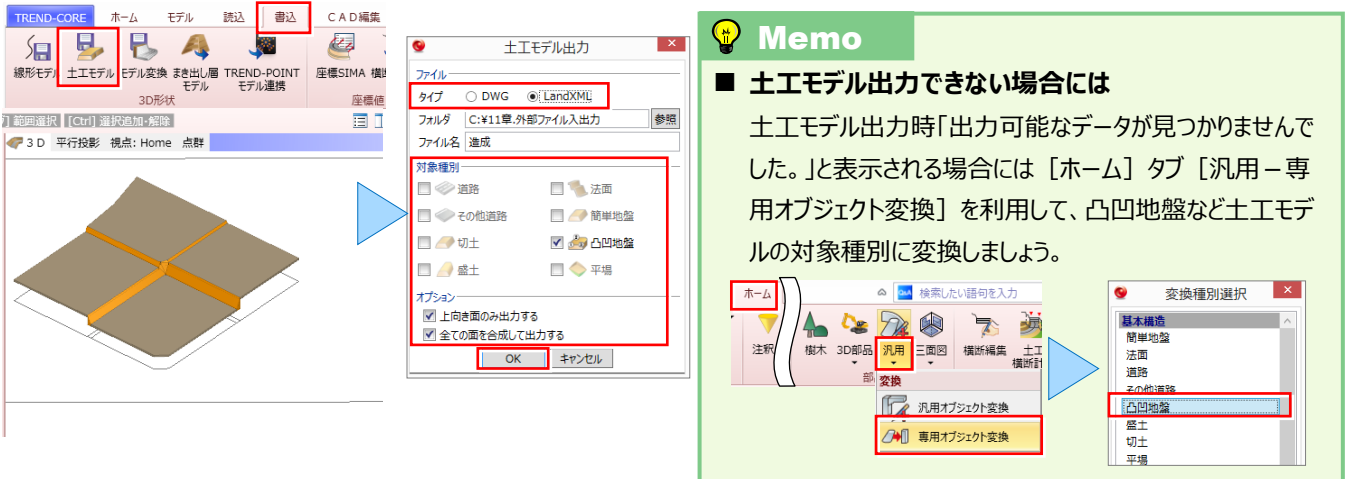 TREND-CORE ホーム モデル 読込 書込 CAD編集
線形モデル 土工モデル モデル変換 まき出し層モデル TREND-POINTモデル連携 座標SIMA
3D形状 座標値
範囲選択 [Ctrl] 選択追加・解除
3D 平行投影 視点: Home 点群
土工モデル出力
ファイル
タイプ DWG LandXML
フォルダ C:¥11章.外部ファイル入出力 参照
ファイル名 造成
対象種別
道路 法面
その他道路 簡単地盤
切土 凸凹地盤
盛土 平場
オプション
上向き面のみ出力する
全ての面を合成して出力する
OK キャンセル
Memo
■ 土工モデル出力できない場合には
土工モデル出力時「出力可能なデータが見つかりませんで
した。」と表示される場合には [ホーム] タブ [汎用－専
用オブジェクト変換] を利用して、凸凹地盤など土工モデ
ルの対象種別に変換しましょう。
ホーム 検索したい語句を入力
注釈 樹木 3D部品 汎用 三面図 横断編集
変換
汎用オブジェクト変換
専用オブジェクト変換
変換種別選択
基本構造
簡単地盤
法面
道路
その他道路
凸凹地盤
盛土
切土
平場